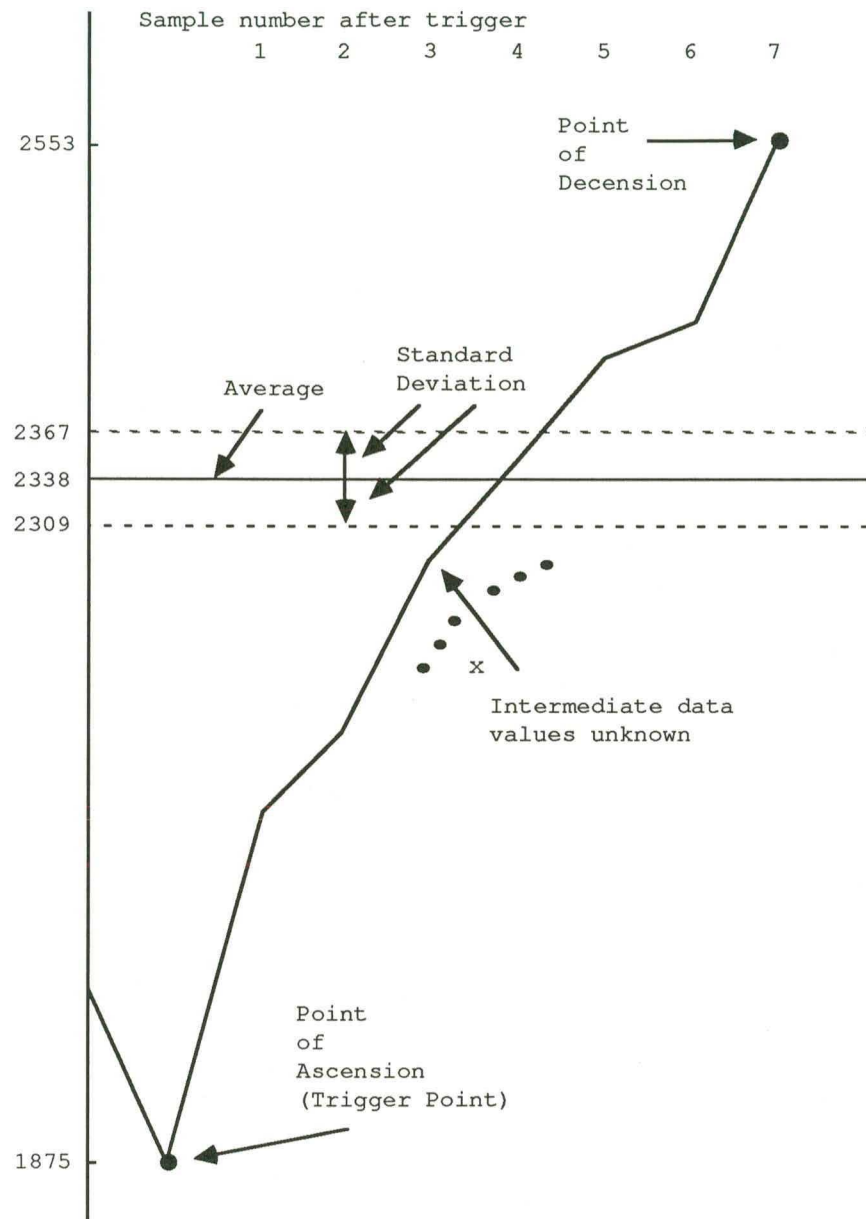 Sample number after trigger
1 2 3 4 5 6 7
2553
Point
of
Decension
Standard
Deviation
Average
2367
2338
2309
x
Intermediate data
values unknown
Point
of
Ascension
(Trigger Point)
1875